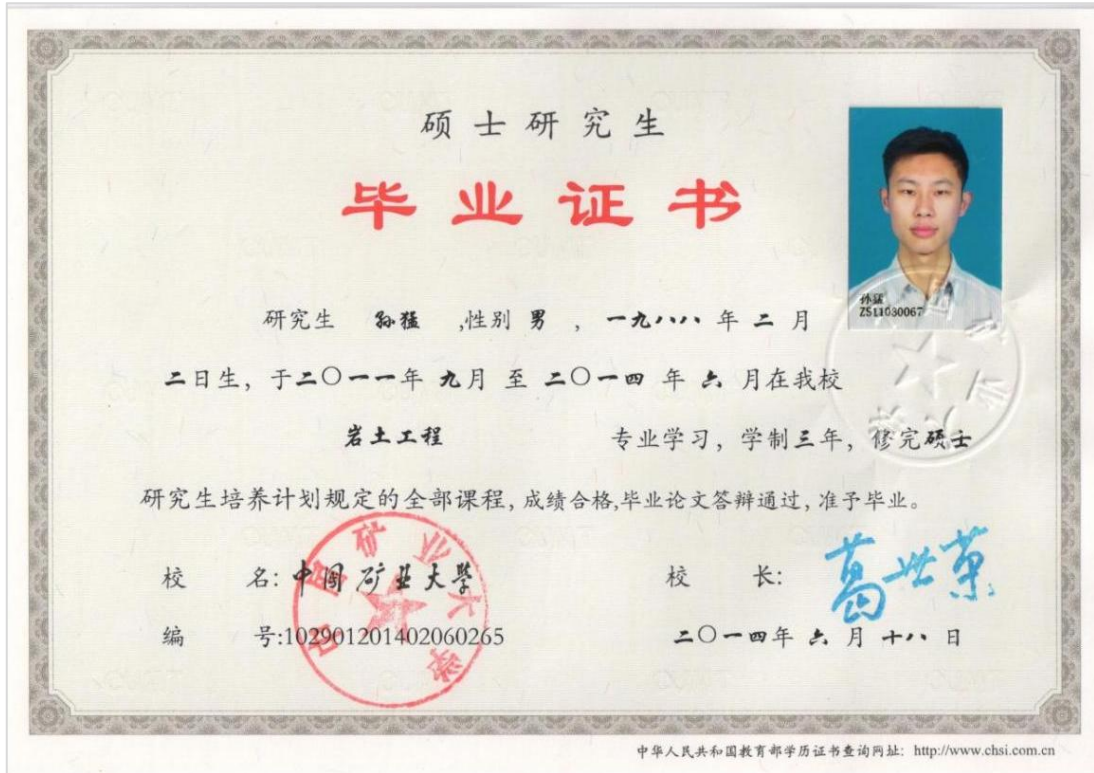 硕士研究生
毕业证书
孙猛
ZS11030067
研究生 孙猛 ,性别 男 , 一九八八 年 二 月
二日生, 于二〇一一年 九月 至 二〇一四 年 六 月在我校
岩土工程 专业学习, 学制三年, 修完硕士
研究生培养计划规定的全部课程, 成绩合格,毕业论文答辩通过, 准予毕业。
校 名: 中国矿业大学 校 长: 葛世荣
中国矿业大学
编 号:102901201402060265 二〇一四年 六 月 十八 日
中华人民共和国教育部学历证书查询网址: http://www.chsi.com.cn